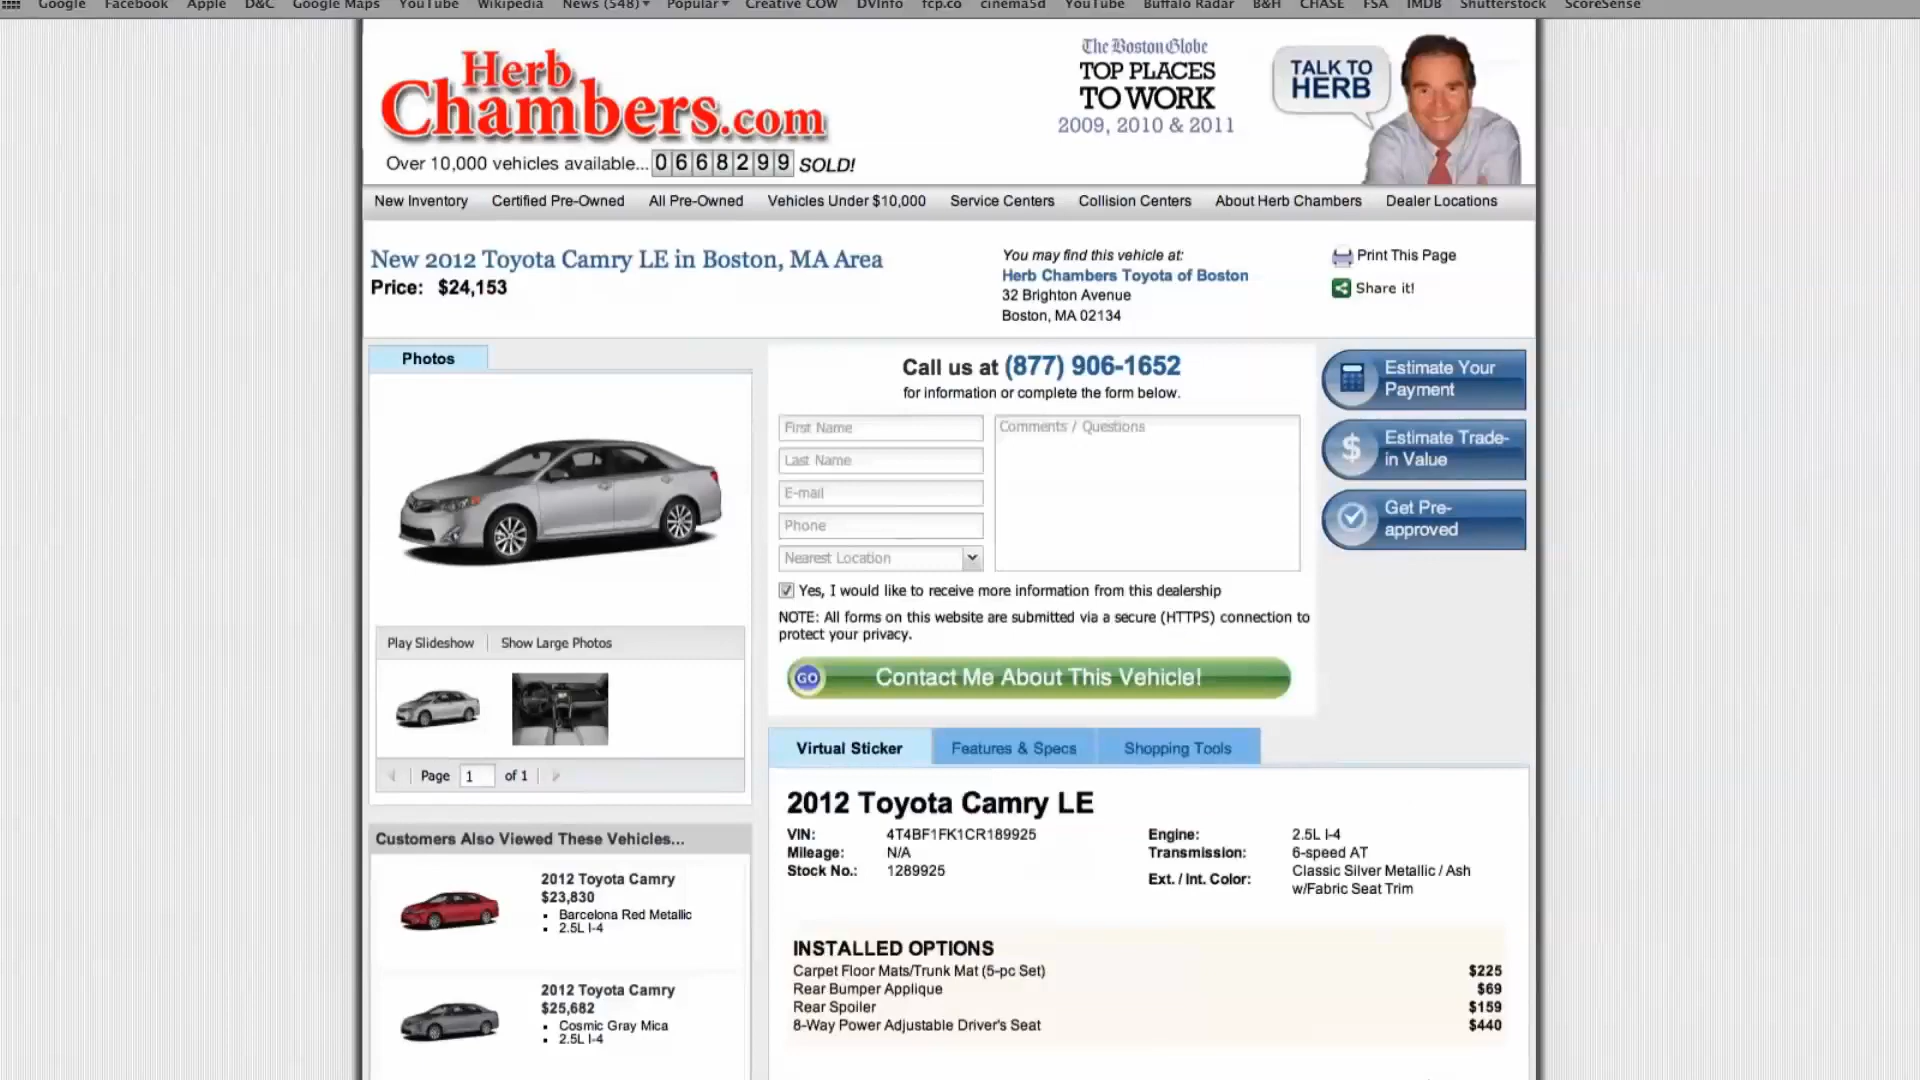 Google Facebook Apple D&C Google Maps YouTube Wikipedia News (548) Popular Creative COW DVInfo fcp.co cinema5d YouTube Buffalo Radar B&H CHASE FSA IMDB Shutterstock ScoreSense
Herb
Chambers.com
Over 10,000 vehicles available... 0668299 SOLD!
The Boston Globe
TOP PLACES
TO WORK
2009, 2010 & 2011
TALK TO
HERB
New Inventory Certified Pre-Owned All Pre-Owned Vehicles Under $10,000 Service Centers Collision Centers About Herb Chambers Dealer Locations
New 2012 Toyota Camry LE in Boston, MA Area
Price: $24,153
You may find this vehicle at:
Herb Chambers Toyota of Boston
32 Brighton Avenue
Boston, MA 02134
Print This Page
Share it!
Photos
Play Slideshow Show Large Photos
Page 1 of 1
Call us at (877) 906-1652
for information or complete the form below.
First Name
Last Name
E-mail
Phone
Nearest Location
Comments / Questions
Yes, I would like to receive more information from this dealership
NOTE: All forms on this website are submitted via a secure (HTTPS) connection to
protect your privacy.
GO Contact Me About This Vehicle!
Estimate Your
Payment
$ Estimate Trade-
in Value
Get Pre-
approved
Customers Also Viewed These Vehicles...
2012 Toyota Camry
$23,830
Barcelona Red Metallic
2.5L I-4
2012 Toyota Camry
$25,682
Cosmic Gray Mica
2.5L I-4
Virtual Sticker Features & Specs Shopping Tools
2012 Toyota Camry LE
VIN: 4T4BF1FK1CR189925
Mileage: N/A
Stock No.: 1289925
Engine: 2.5L I-4
Transmission: 6-speed AT
Ext. / Int. Color: Classic Silver Metallic / Ash
w/Fabric Seat Trim
INSTALLED OPTIONS
Carpet Floor Mats/Trunk Mat (5-pc Set) $225
Rear Bumper Applique $69
Rear Spoiler $159
8-Way Power Adjustable Driver's Seat $440